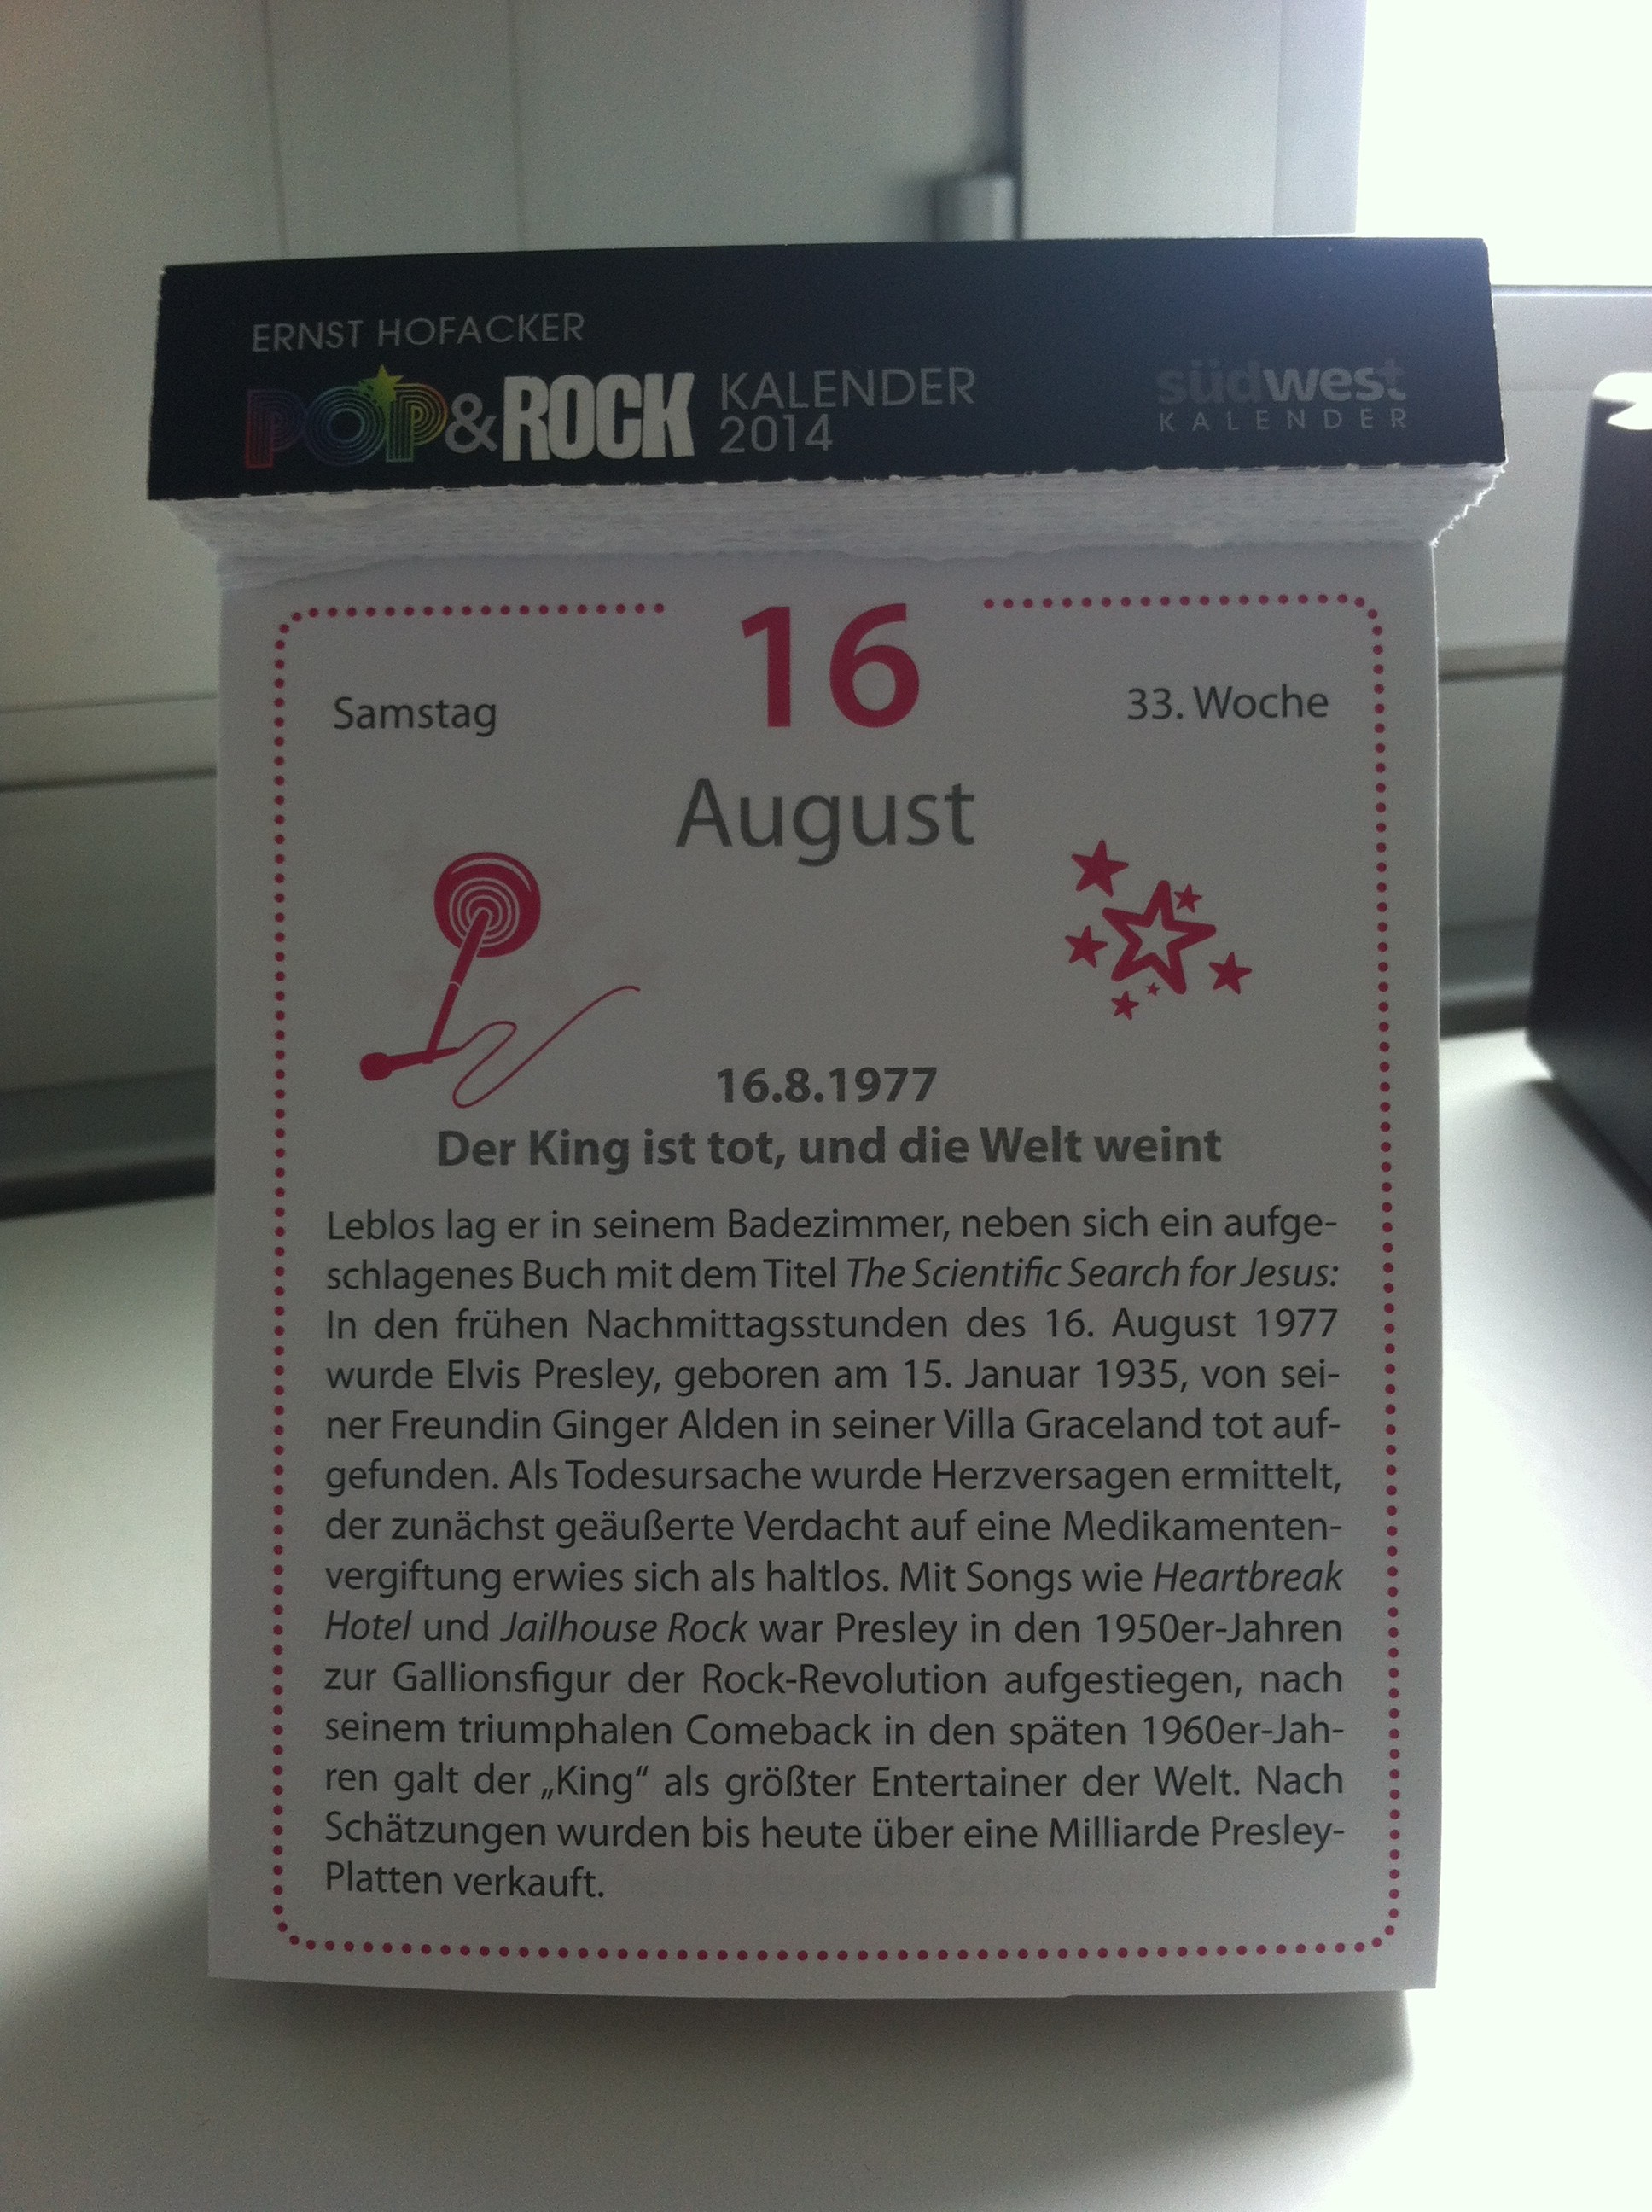 ERNST HOFACKER
POP&ROCK KALENDER 2014
südwest
KALENDER
16
Samstag
33. Woche
August
16.8.1977
Der King ist tot, und die Welt weint
Leblos lag er in seinem Badezimmer, neben sich ein aufge-
schlagenes Buch mit dem Titel The Scientific Search for Jesus:
In den frühen Nachmittagsstunden des 16. August 1977
wurde Elvis Presley, geboren am 15. Januar 1935, von sei-
ner Freundin Ginger Alden in seiner Villa Graceland tot auf-
gefunden. Als Todesursache wurde Herzversagen ermittelt,
der zunächst geäußerte Verdacht auf eine Medikamenten-
vergiftung erwies sich als haltlos. Mit Songs wie Heartbreak
Hotel und Jailhouse Rock war Presley in den 1950er-Jahren
zur Gallionsfigur der Rock-Revolution aufgestiegen, nach
seinem triumphalen Comeback in den späten 1960er-Jah-
ren galt der „King“ als größter Entertainer der Welt. Nach
Schätzungen wurden bis heute über eine Milliarde Presley-
Platten verkauft.